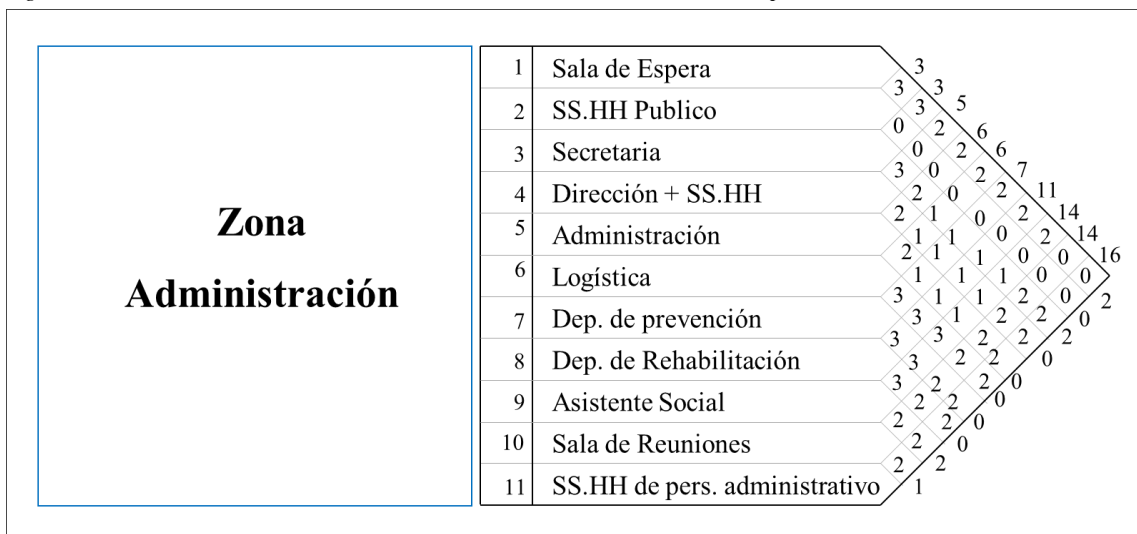 Zona
Administración
3
1 Sala de Espera
3 3
3 5
2 SS.HH Publico
0 2 6
3 Secretaria 0 2 6
3 0 2 7
4 Dirección + SS.HH 2 0 2 11
2 1 0 2 14
5 Administración 1 1 0 2 14
2 1 1 0 0 16
6 Logística 1 1 1 0 0
3 1 1 2 0 2
7 Dep. de prevención 3 1 2 2 0
3 3 2 2 2
8 Dep. de Rehabilitación 3 2 2 0
3 2 2 0
9 Asistente Social 2 2 0
2 2 0
10 Sala de Reuniones 2 0
2 2
11 SS.HH de pers. administrativo 1